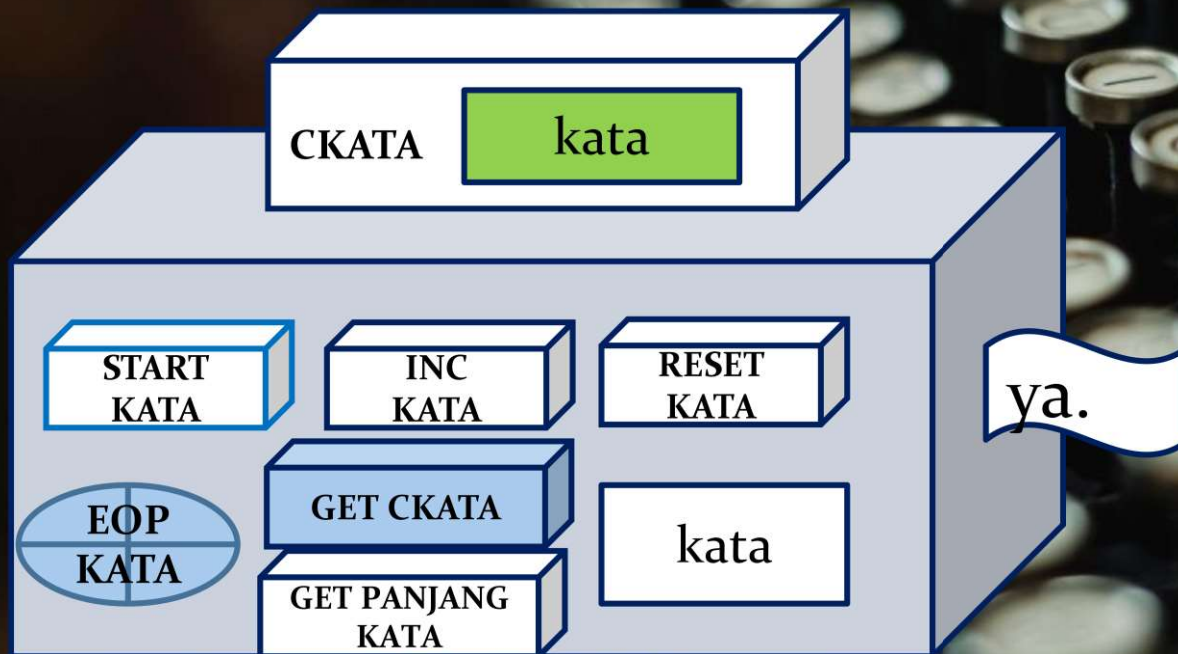 CKATA
kata
START
KATA
INC
KATA
RESET
KATA
ya.
EOP
KATA
GET CKATA
kata
GET PANJANG
KATA